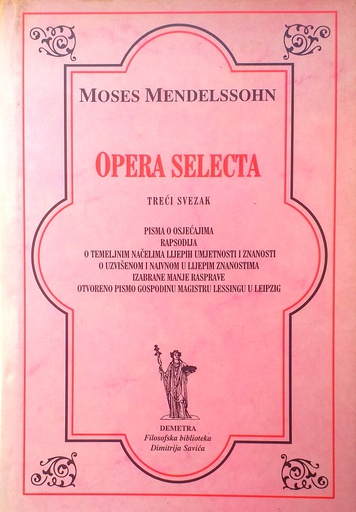 MOSES MENDELSSOHN
OPERA SELECTA
TREĆI SVEZAK
PISMA O OSJEĆAJIMA
RAPSODIJA
O TEMELJNIM NAČELIMA LIJEPIH UMJETNOSTI I ZNANOSTI
O UZVIŠENOM I NAIVNOM U LIJEPIM ZNANOSTIMA
IZABRANE MANJE RASPRAVE
OTVORENO PISMO GOSPODINU MAGISTRU LESSINGU U LEIPZIG
DEMETRA
Filosofska biblioteka
Dimitrija Savića